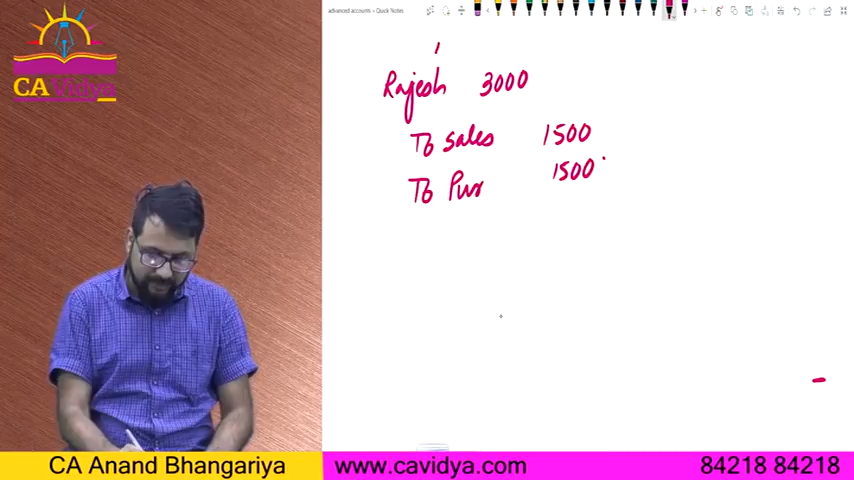 advanced accounts - Quick Notes
CA Vidya
Rajesh 3000
To Sales 1500
To Pur 1500
CA Anand Bhangariya
www.cavidya.com
84218 84218